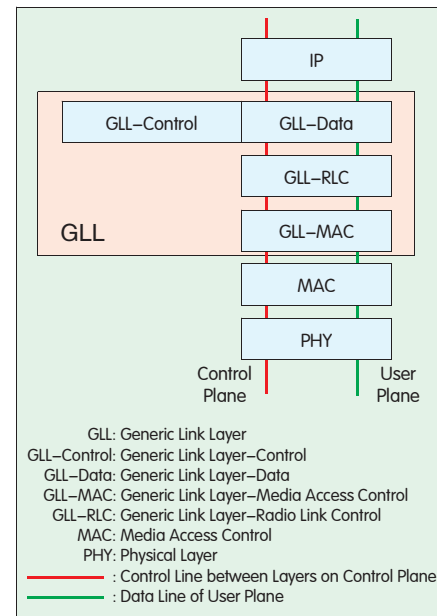 IP
GLL–Control
GLL–Data
GLL–RLC
GLL
GLL–MAC
MAC
PHY
Control
Plane
User
Plane
GLL: Generic Link Layer
GLL–Control: Generic Link Layer–Control
GLL–Data: Generic Link Layer–Data
GLL–MAC: Generic Link Layer–Media Access Control
GLL–RLC: Generic Link Layer–Radio Link Control
MAC: Media Access Control
PHY: Physical Layer
: Control Line between Layers on Control Plane
: Data Line of User Plane